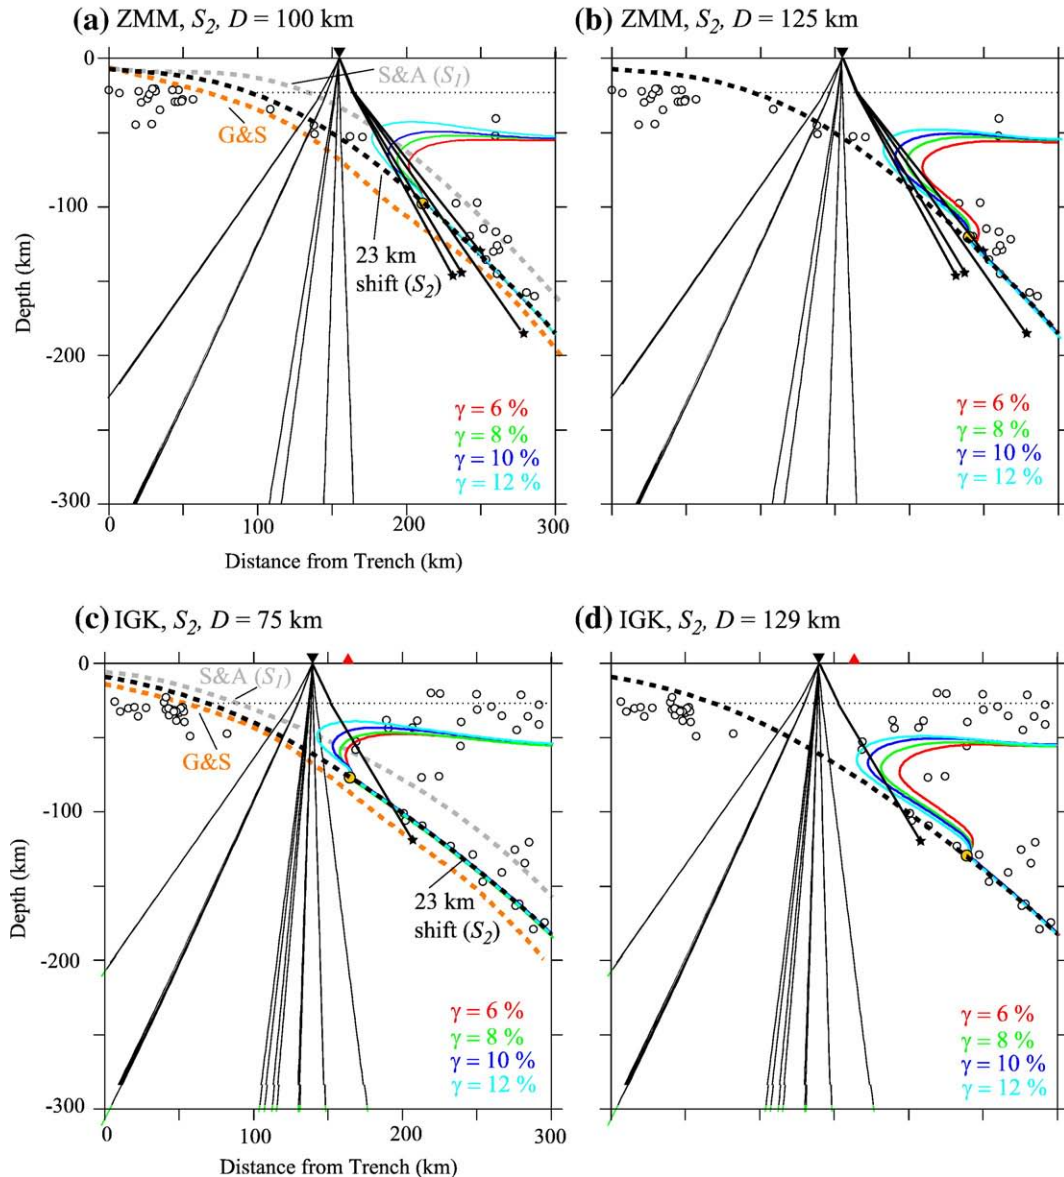 (a) ZMM, S2, D = 100 km
(b) ZMM, S2, D = 125 km
0
S&A (S1)
G&S
-100
23 km
shift (S2)
Depth (km)
-200
γ = 6 %
γ = 8 %
γ = 10 %
γ = 12 %
-300
0
100
200
300
Distance from Trench (km)
γ = 6 %
γ = 8 %
γ = 10 %
γ = 12 %
(c) IGK, S2, D = 75 km
(d) IGK, S2, D = 129 km
0
S&A (S1)
G&S
-100
Depth (km)
23 km
shift (S2)
-200
γ = 6 %
γ = 8 %
γ = 10 %
γ = 12 %
-300
0
100
200
300
Distance from Trench (km)
γ = 6 %
γ = 8 %
γ = 10 %
γ = 12 %